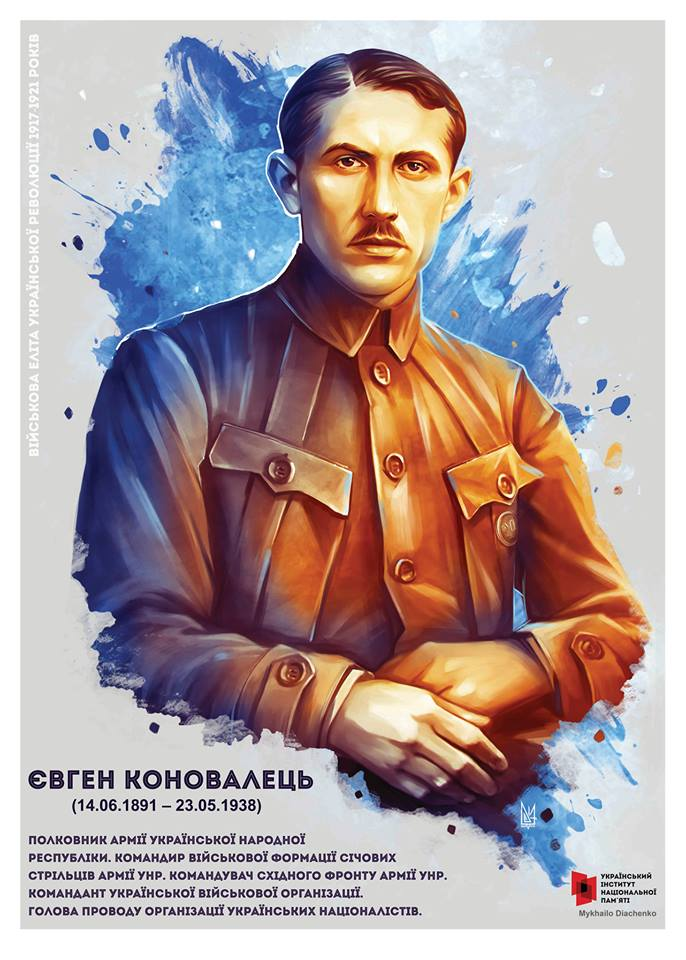 ВІЙСЬКОВА ЕЛІТА УКРАЇНСЬКОЇ РЕВОЛЮЦІЇ 1917-1921 РОКІВ
ЄВГЕН КОНОВАЛЕЦЬ
(14.06.1891 – 23.05.1938)
ПОЛКОВНИК АРМІЇ УКРАЇНСЬКОЇ НАРОДНОЇ
РЕСПУБЛІКИ. КОМАНДИР ВІЙСЬКОВОЇ ФОРМАЦІЇ СІЧОВИХ
СТРІЛЬЦІВ АРМІЇ УНР. КОМАНДУВАЧ СХІДНОГО ФРОНТУ АРМІЇ УНР.
КОМАНДАНТ УКРАЇНСЬКОЇ ВІЙСЬКОВОЇ ОРГАНІЗАЦІЇ.
ГОЛОВА ПРОВОДУ ОРГАНІЗАЦІЇ УКРАЇНСЬКИХ НАЦІОНАЛІСТІВ.
УКРАЇНСЬКИЙ
ІНСТИТУТ
НАЦІОНАЛЬНОЇ
ПАМ'ЯТІ
Mykhailo Diachenko